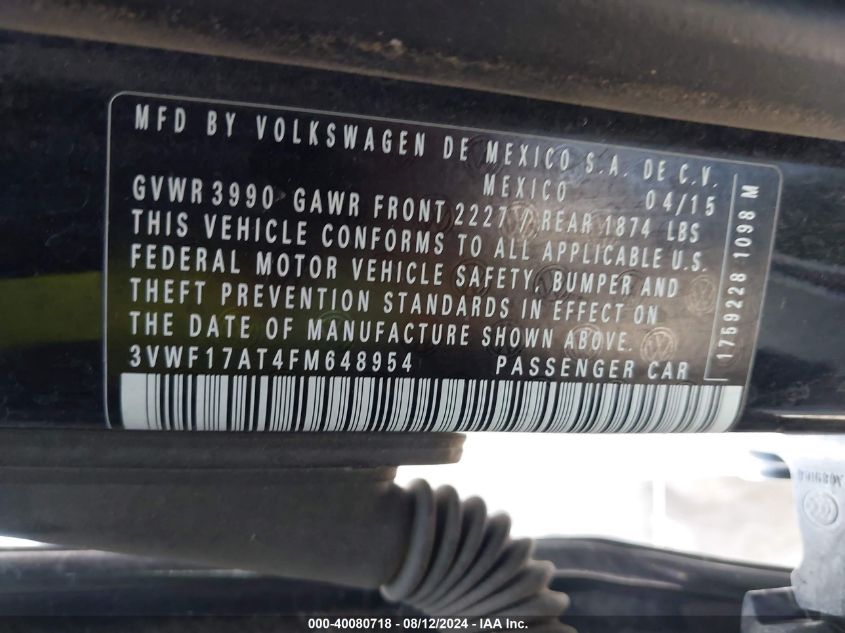 MFD BY VOLKSWAGEN DE MEXICO S.A. DE C.V.
MEXICO 04/15
GVWR 3990 GAWR FRONT 2227 / REAR 1874 LBS
THIS VEHICLE CONFORMS TO ALL APPLICABLE U.S.
FEDERAL MOTOR VEHICLE SAFETY, BUMPER AND
THEFT PREVENTION STANDARDS IN EFFECT ON
THE DATE OF MANUFACTURE SHOWN ABOVE.
3VWF17AT4FM648954 PASSENGER CAR
1759228 1098 M
000-40080718 - 08/12/2024 - IAA Inc.